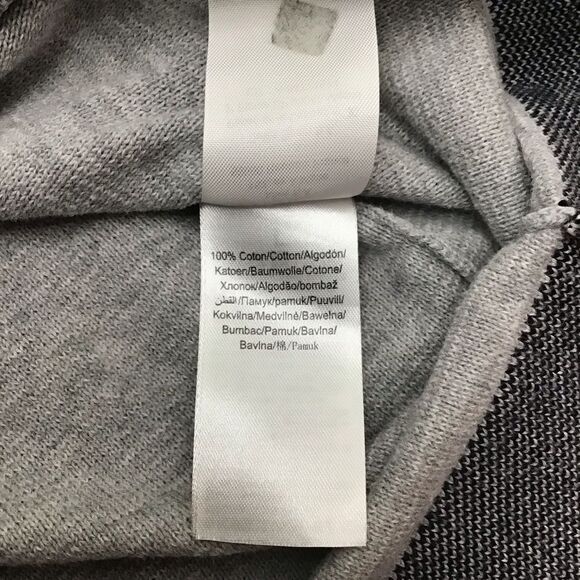 100% Coton/Cotton/Algodón/
Katoen/Baumwolle/Cotone/
Хлопок/Algodão/bombaž
القطن/Памук/pamuk/Puuvill/
Kokvilna/Medvilnė/Bawełna/
Bumbac/Pamuk/Bavlna/
Bavlna/棉/Pamuk